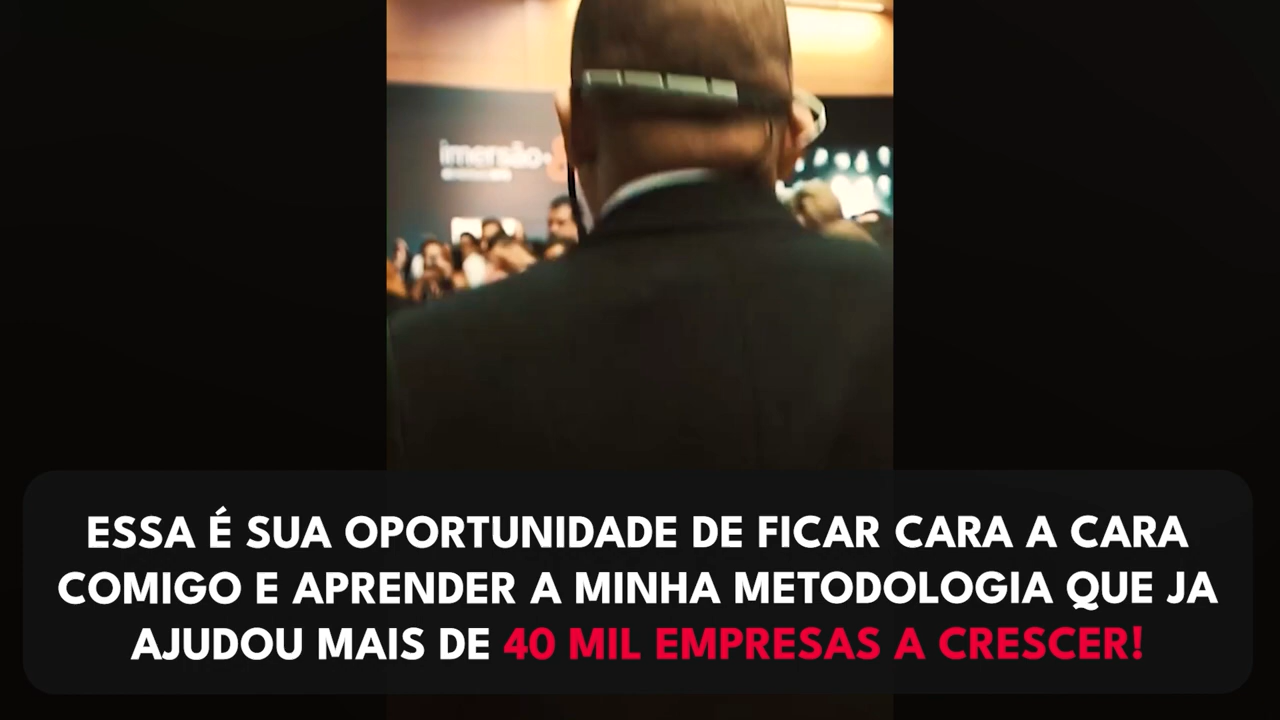 imersão
ESSA É SUA OPORTUNIDADE DE FICAR CARA A CARA
COMIGO E APRENDER A MINHA METODOLOGIA QUE JA
AJUDOU MAIS DE 40 MIL EMPRESAS A CRESCER!